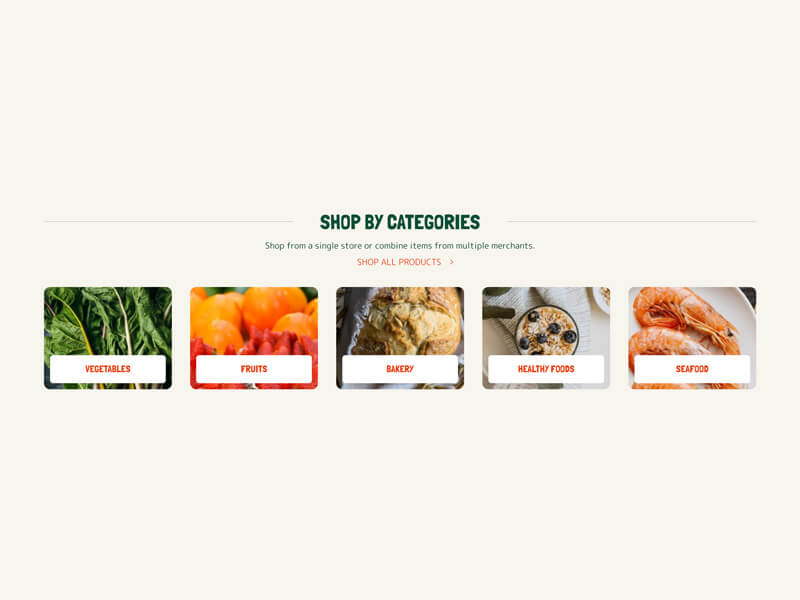 SHOP BY CATEGORIES
Shop from a single store or combine items from multiple merchants.
SHOP ALL PRODUCTS >
VEGETABLES
FRUITS
BAKERY
HEALTHY FOODS
SEAFOOD